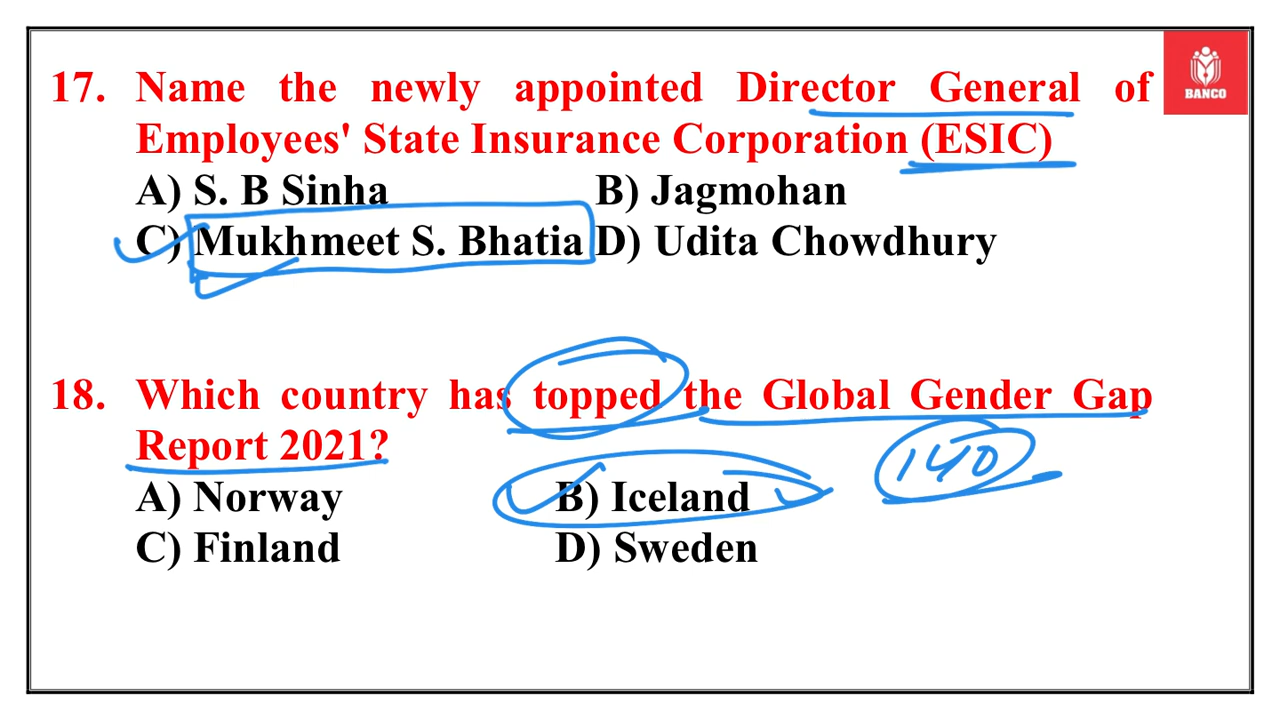 BANCO
17. Name the newly appointed Director General of
Employees' State Insurance Corporation (ESIC)
A) S. B Sinha B) Jagmohan
C) Mukhmeet S. Bhatia D) Udita Chowdhury
18. Which country has topped the Global Gender Gap
Report 2021?
140
A) Norway B) Iceland
C) Finland D) Sweden